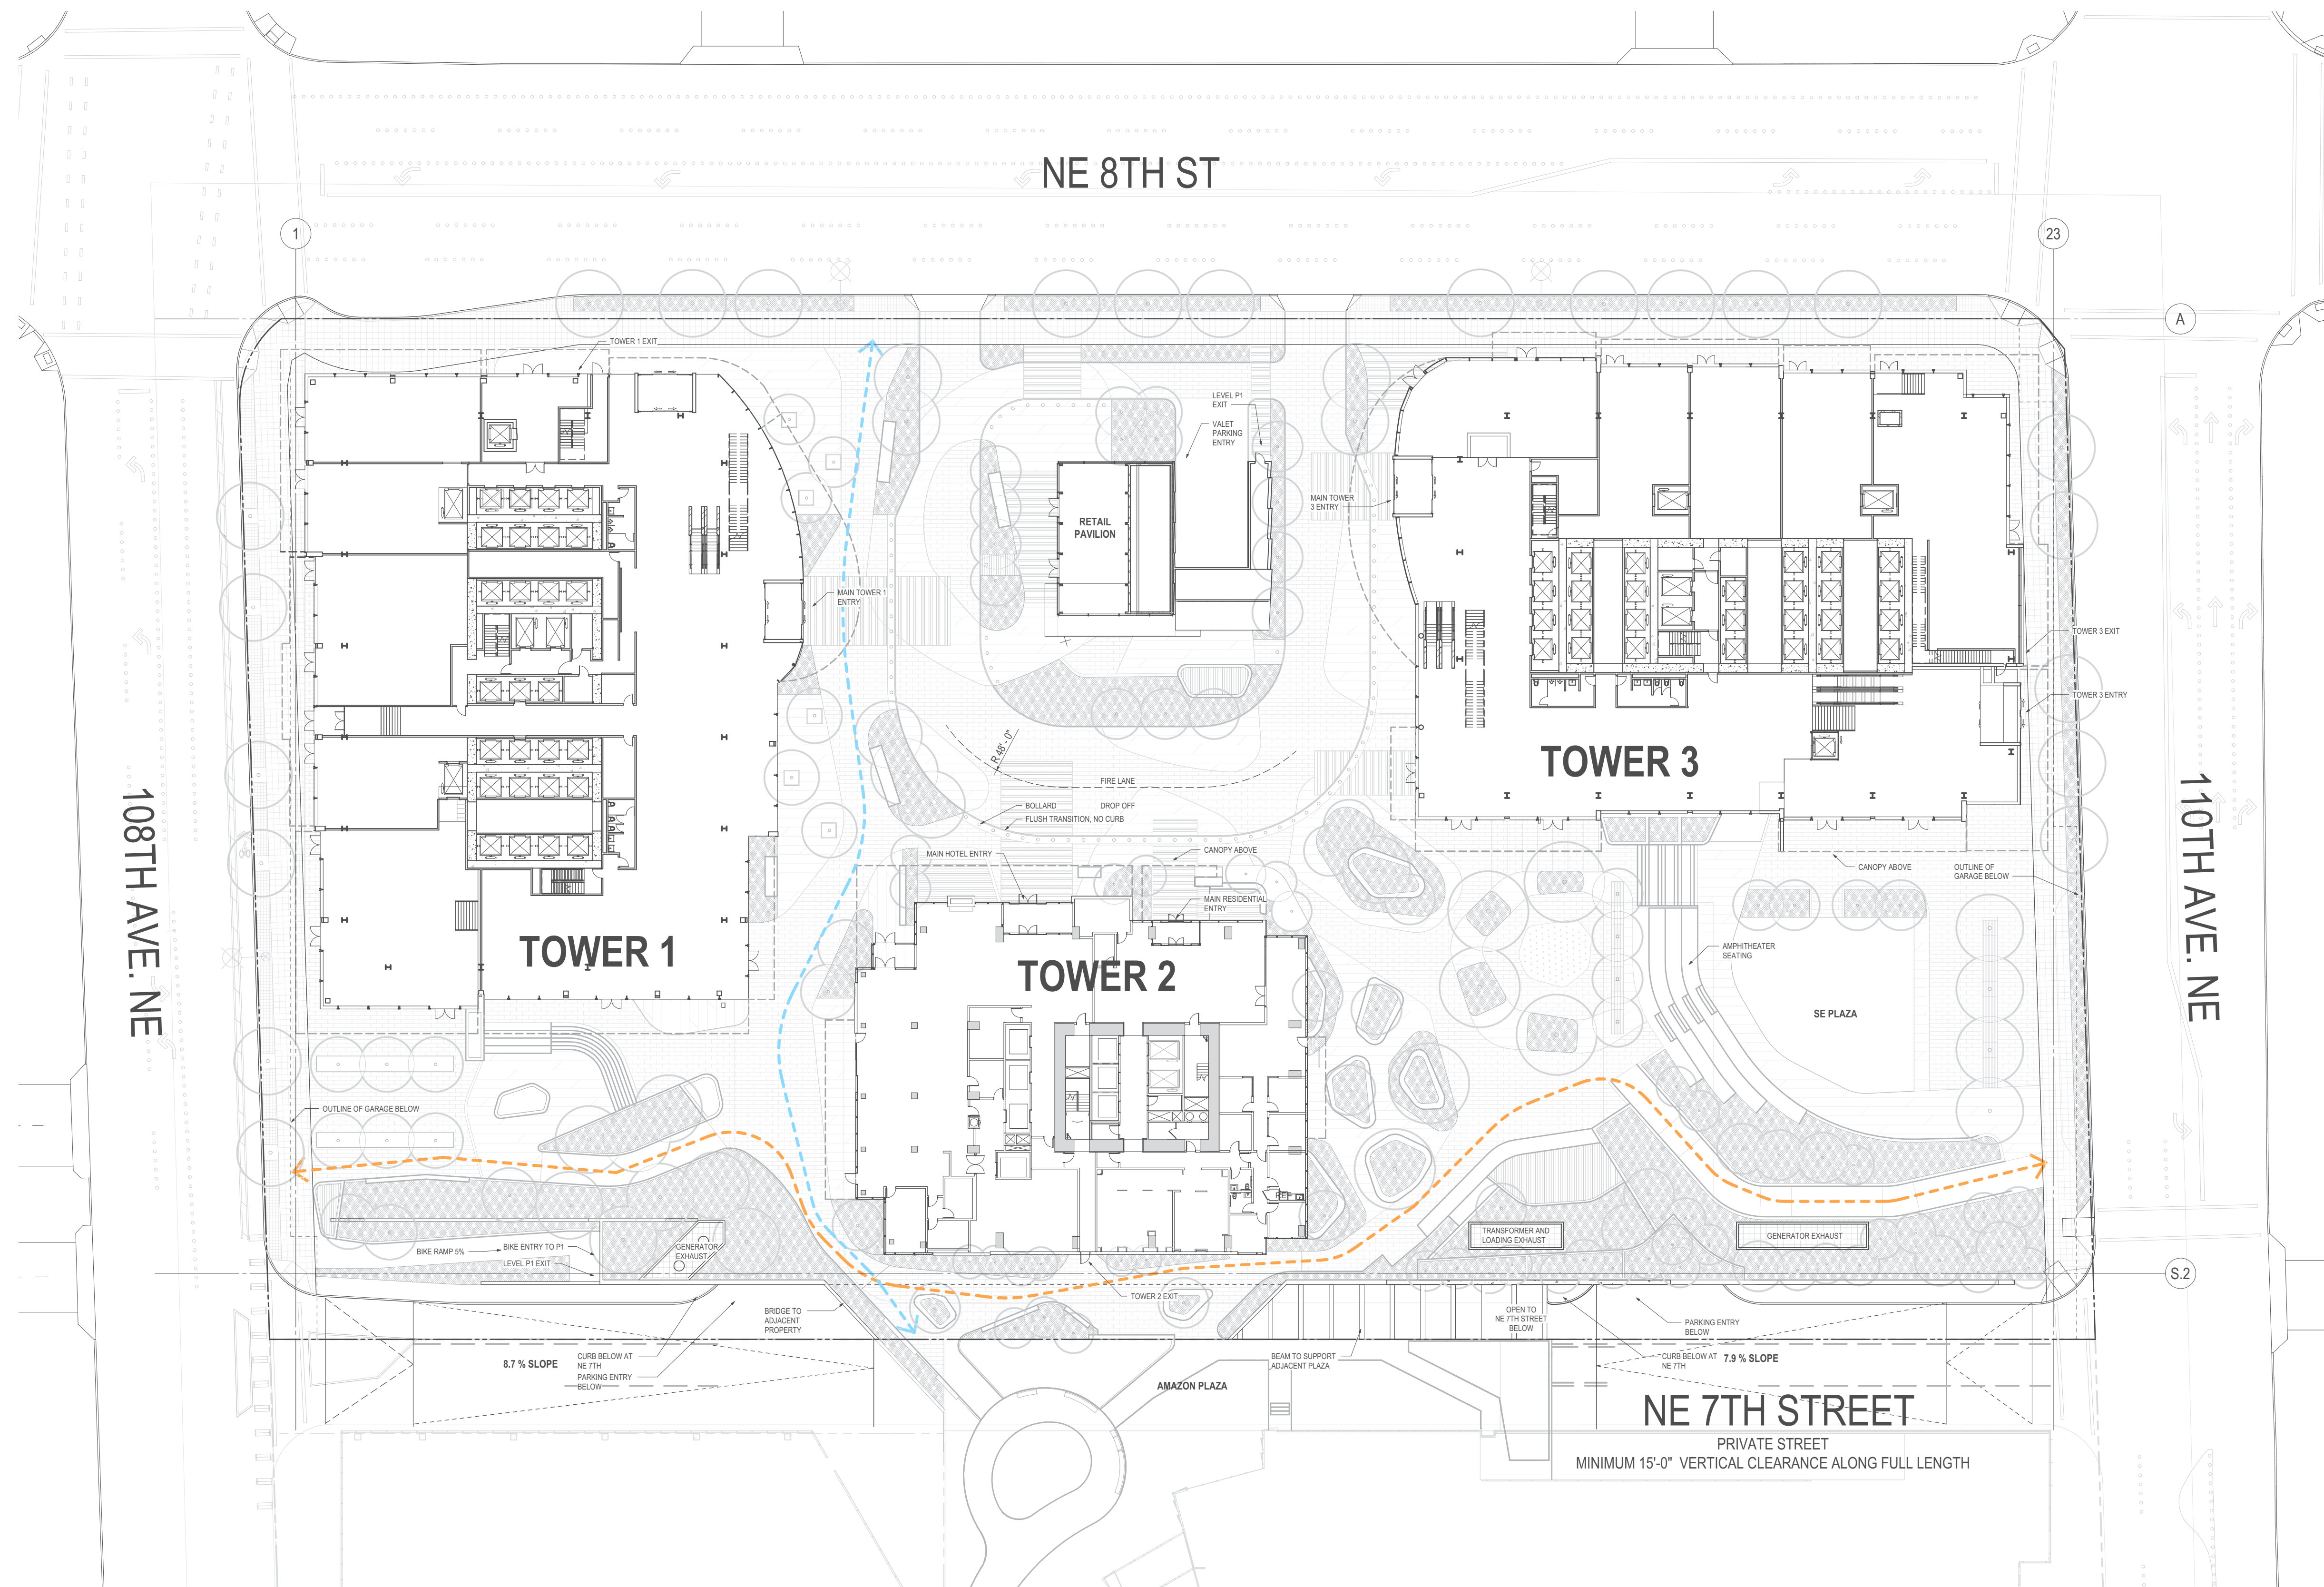 NE 8TH ST
1
23
A
TOWER 1 EXIT
LEVEL P1
EXIT
VALET
PARKING
ENTRY
MAIN TOWER
3 ENTRY
RETAIL
PAVILION
MAIN TOWER 1
ENTRY
TOWER 3 EXIT
TOWER 3 ENTRY
R 48' - 0"
TOWER 3
FIRE LANE
BOLLARD
DROP OFF
FLUSH TRANSITION, NO CURB
108TH AVE. NE
110TH AVE. NE
MAIN HOTEL ENTRY
CANOPY ABOVE
CANOPY ABOVE
OUTLINE OF
GARAGE BELOW
MAIN RESIDENTIAL
ENTRY
TOWER 1
TOWER 2
AMPHITHEATER
SEATING
SE PLAZA
OUTLINE OF GARAGE BELOW
REF
BIKE RAMP 5%
BIKE ENTRY TO P1
LEVEL P1 EXIT
GENERATOR
EXHAUST
TRANSFORMER AND
LOADING EXHAUST
GENERATOR EXHAUST
S.2
TOWER 2 EXIT
BRIDGE TO
ADJACENT
PROPERTY
OPEN TO
NE 7TH STREET
BELOW
PARKING ENTRY
BELOW
8.7 % SLOPE
CURB BELOW AT
NE 7TH
PARKING ENTRY
BELOW
BEAM TO SUPPORT
ADJACENT PLAZA
CURB BELOW AT
NE 7TH
7.9 % SLOPE
AMAZON PLAZA
NE 7TH STREET
PRIVATE STREET
MINIMUM 15'-0" VERTICAL CLEARANCE ALONG FULL LENGTH